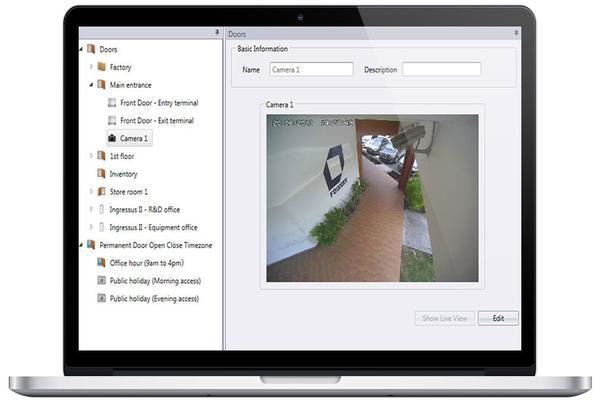 Doors
Factory
Main entrance
Front Door - Entry terminal
Front Door - Exit terminal
Camera 1
1st floor
Inventory
Store room 1
Ingressus II - R&D office
Ingressus II - Equipment office
Permanent Door Open Close Timezone
Office hour (9am to 4pm)
Public holiday (Morning access)
Public holiday (Evening access)
Doors
Basic Information
Name Camera 1 Description
Camera 1
Show Live View Edit